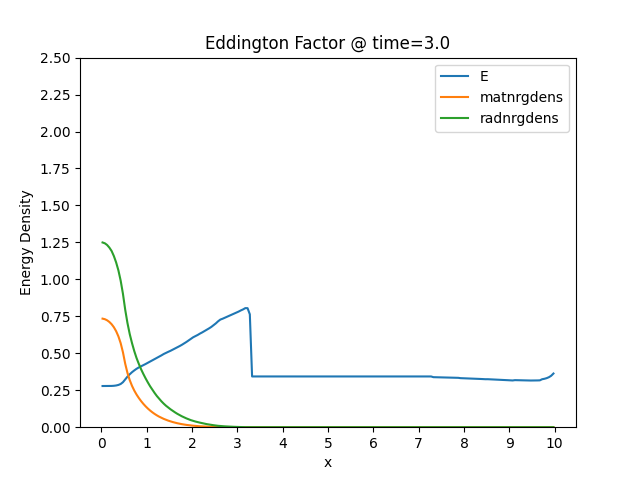 Eddington Factor @ time=3.0
2.50
2.25
2.00
1.75
1.50
1.25
1.00
0.75
0.50
0.25
0.00
Energy Density
E
matnrgdens
radnrgdens
0 1 2 3 4 5 6 7 8 9 10
x